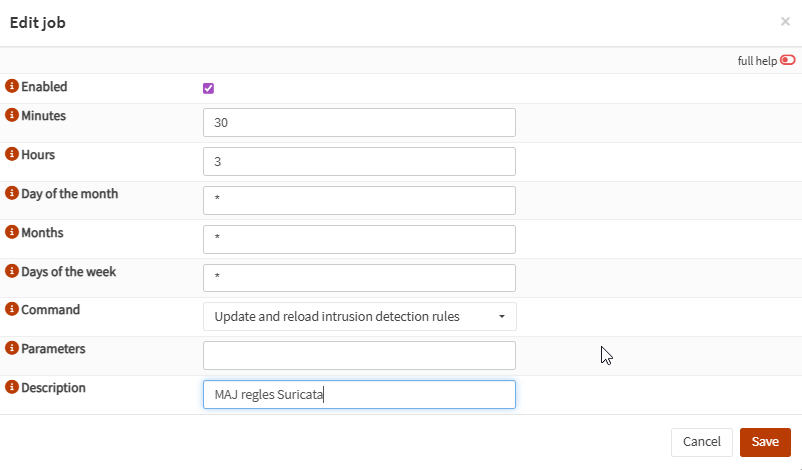 Edit job
×
full help
Enabled
Minutes
30
Hours
3
Day of the month
*
Months
*
Days of the week
*
Command
Update and reload intrusion detection rules
Parameters
Description
MAJ regles Suricata
Cancel
Save